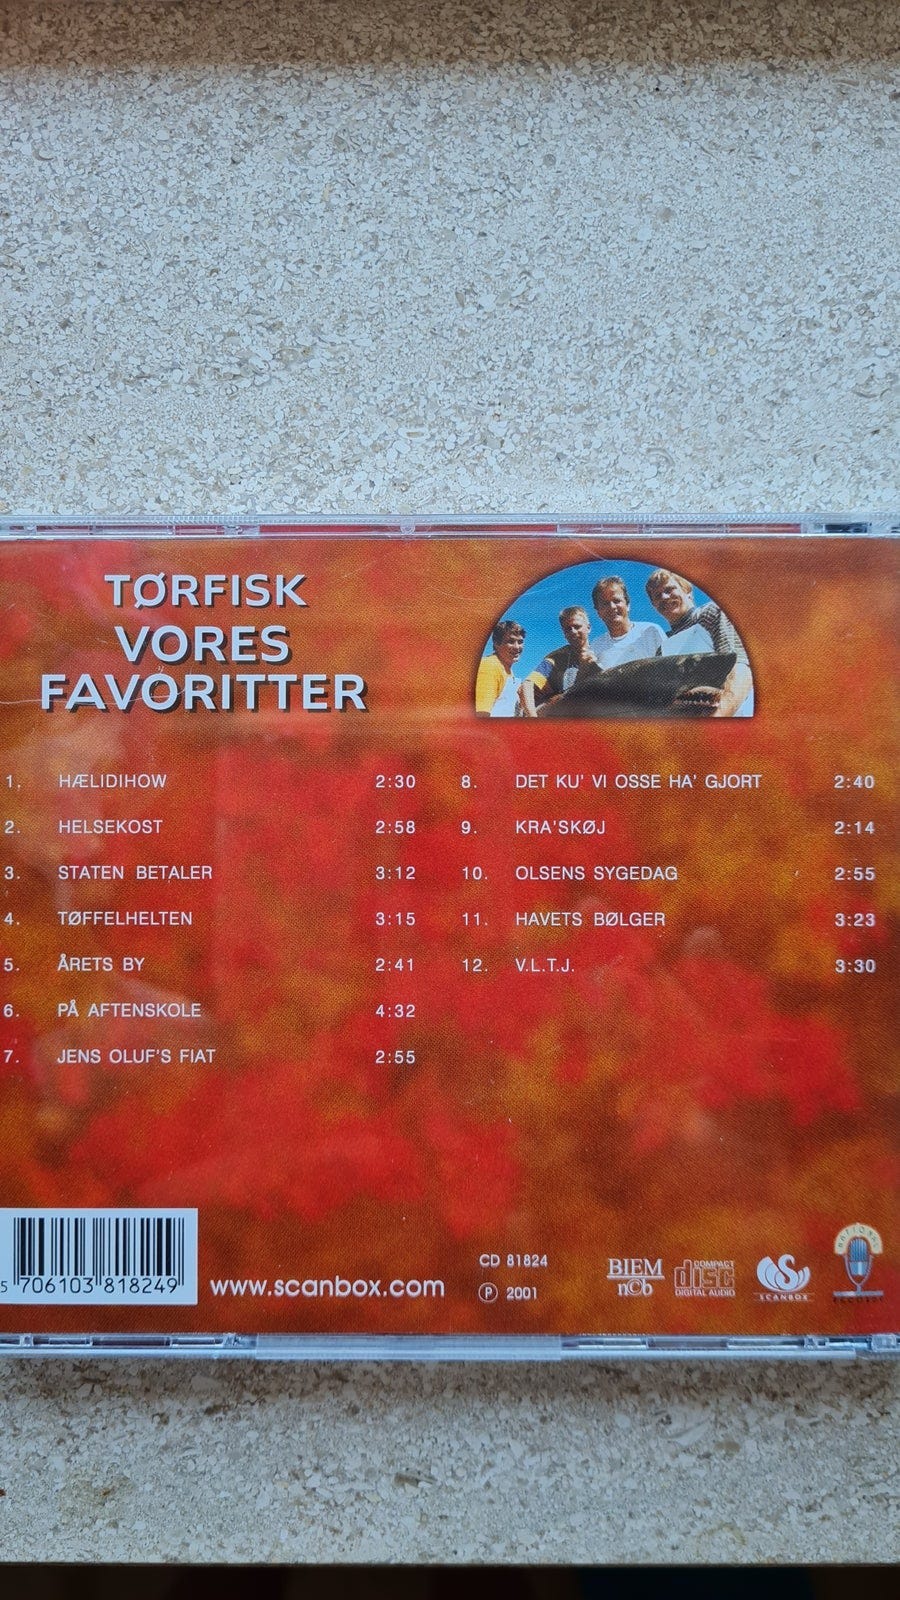 TØRFISK
VORES
FAVORITTER
1. HÆLIDIHOW 2:30
2. HELSEKOST 2:58
3. STATEN BETALER 3:12
4. TØFFELHELTEN 3:15
5. ÅRETS BY 2:41
6. PÅ AFTENSKOLE 4:32
7. JENS OLUF'S FIAT 2:55
8. DET KU' VI OSSE HA' GJORT 2:40
9. KRA'SKØJ 2:14
10. OLSENS SYGEDAG 2:55
11. HAVETS BØLGER 3:23
12. V.L.T.J. 3:30
5 706103 818249
www.scanbox.com
CD 81824
℗ 2001
BIEM
n©b
COMPACT
disc
DIGITAL AUDIO
SCANBOX
NATIONAL
RECORDS